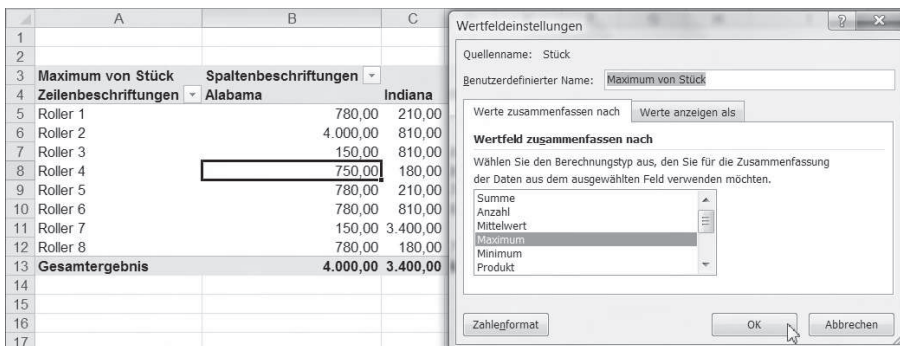 A B C
1
2
3 Maximum von Stück Spaltenbeschriftungen
4 Zeilenbeschriftungen Alabama Indiana
5 Roller 1 780,00 210,00
6 Roller 2 4.000,00 810,00
7 Roller 3 150,00 810,00
8 Roller 4 750,00 180,00
9 Roller 5 780,00 210,00
10 Roller 6 780,00 810,00
11 Roller 7 150,00 3.400,00
12 Roller 8 780,00 180,00
13 Gesamtergebnis 4.000,00 3.400,00
14
15
16
17
Wertfeldeinstellungen
Quellenname: Stück
Benutzerdefinierter Name: Maximum von Stück
Werte zusammenfassen nach Werte anzeigen als
Wertfeld zusammenfassen nach
Wählen Sie den Berechnungstyp aus, den Sie für die Zusammenfassung
der Daten aus dem ausgewählten Feld verwenden möchten.
Summe
Anzahl
Mittelwert
Maximum
Minimum
Produkt
Zahlenformat OK Abbrechen